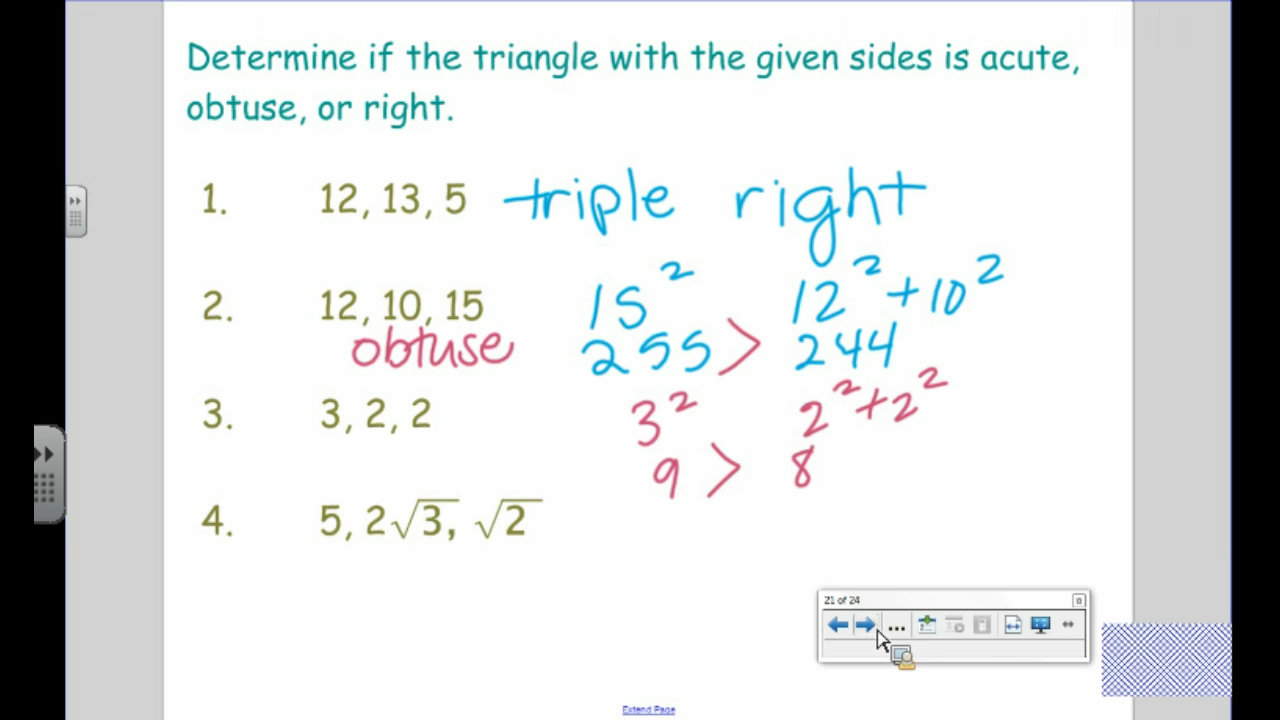 Determine if the triangle with the given sides is acute,
obtuse, or right.
1. 12, 13, 5 triple right
2. 12, 10, 15 15² 12² + 10²
obtuse 255 > 244
3. 3, 2, 2 3² 2² + 2²
9 > 8
4. 5, 2√3, √2
21 of 24
...
Extend Page